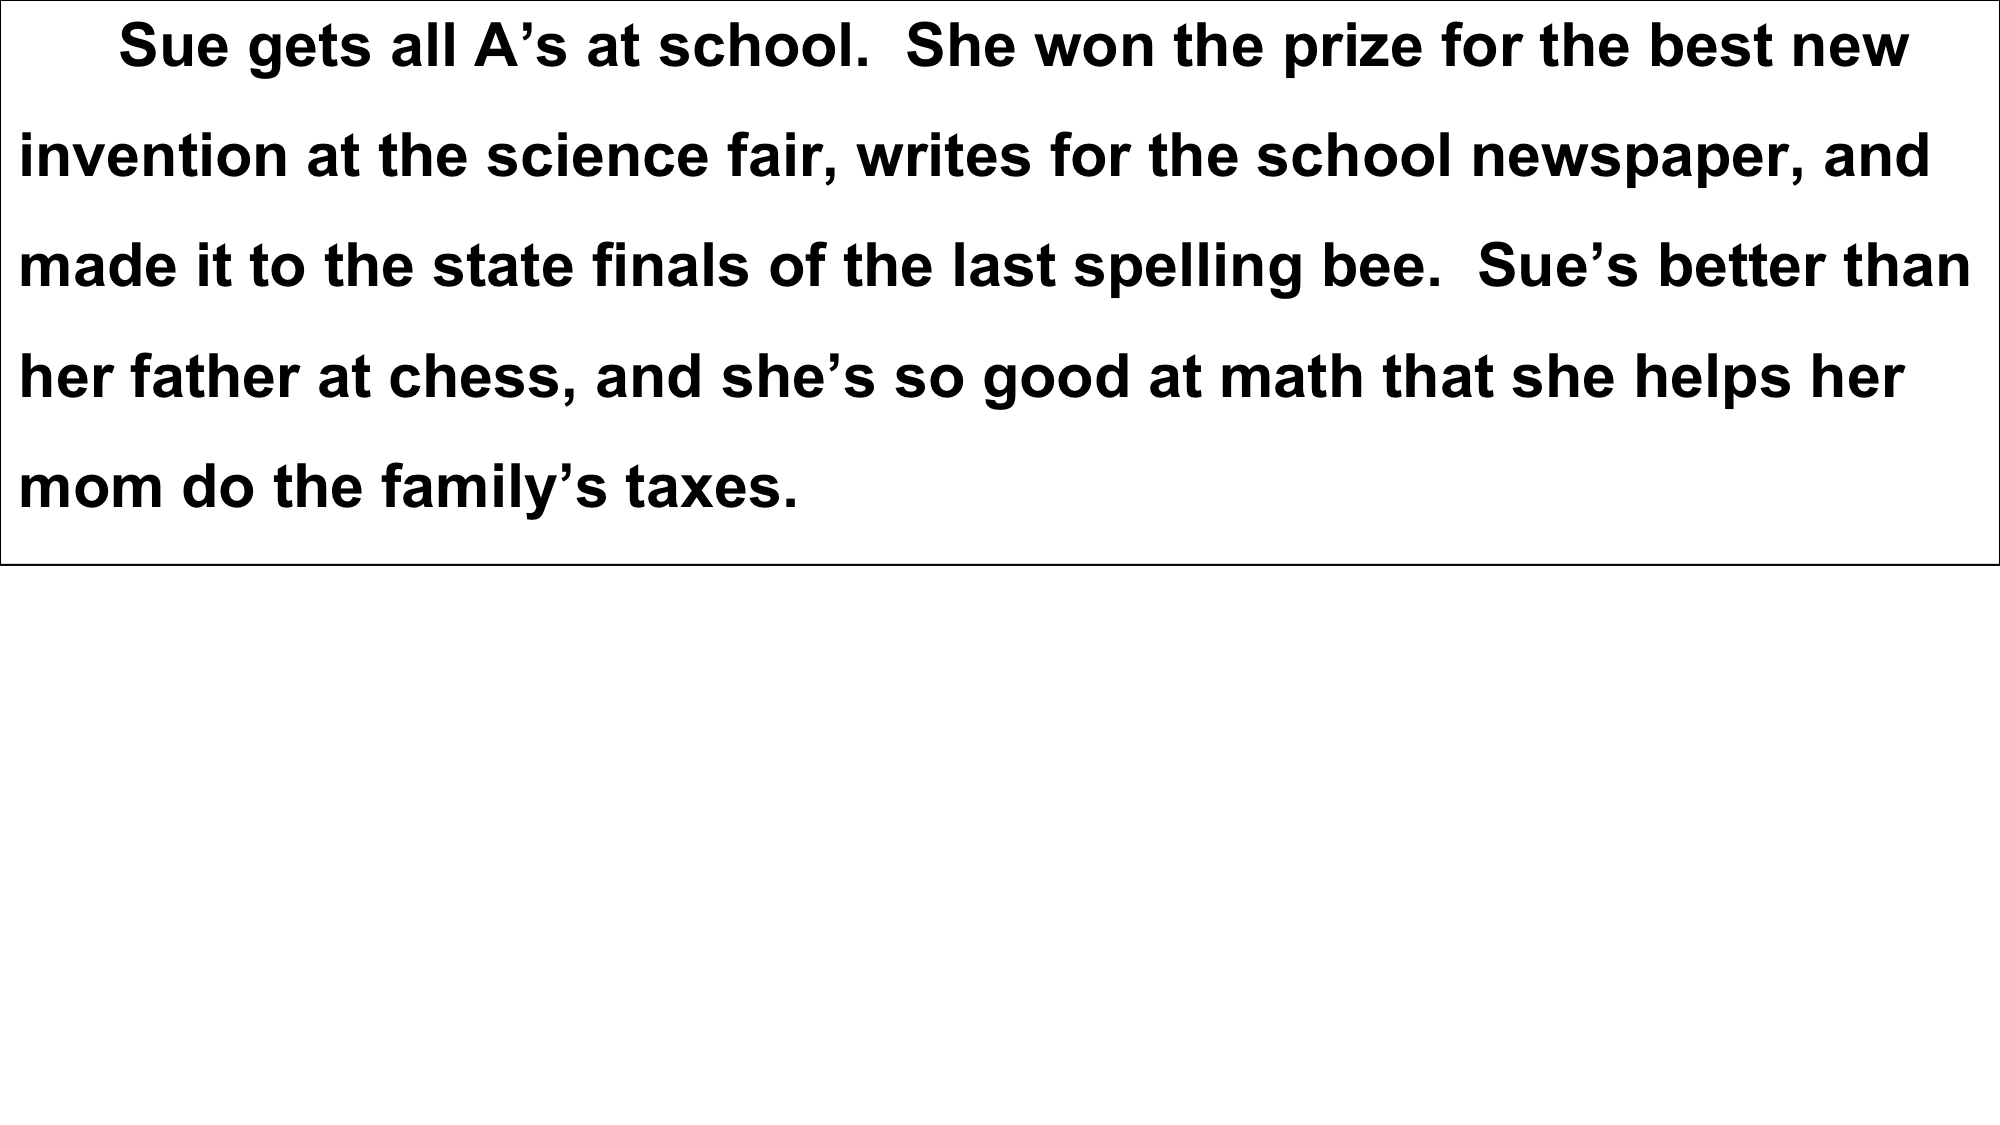 Sue gets all A’s at school.  She won the prize for the best new
invention at the science fair, writes for the school newspaper, and
made it to the state finals of the last spelling bee.  Sue’s better than
her father at chess, and she’s so good at math that she helps her
mom do the family’s taxes.